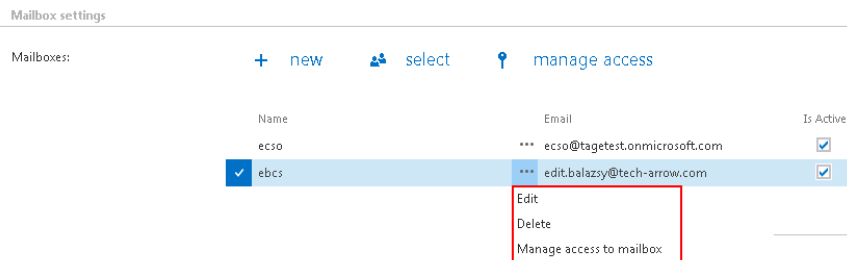 Mailbox settings
Mailboxes:
+ new select manage access
Name Email Is Active
ecso ••• ecso@tagetest.onmicrosoft.com
ebcs ••• edit.balazsy@tech-arrow.com
Edit
Delete
Manage access to mailbox